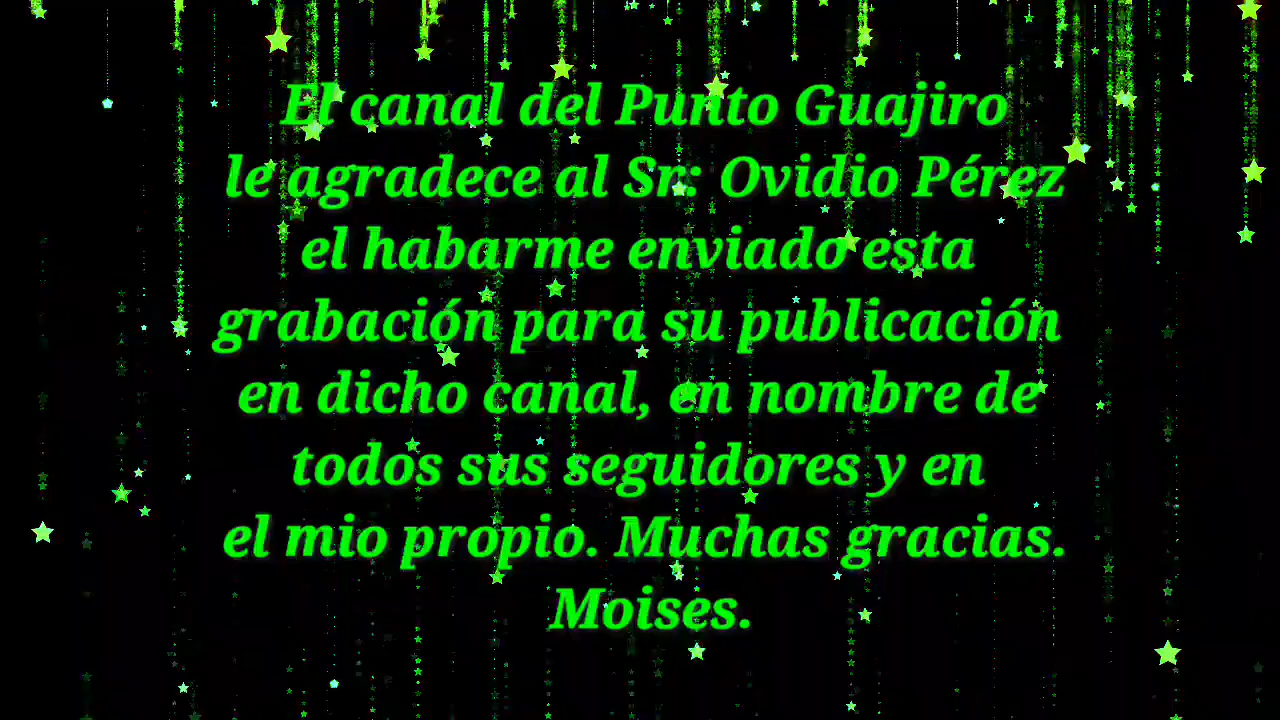 El canal del Punto Guajiro
le agradece al Sr: Ovidio Pérez
el habarme enviado esta
grabación para su publicación
en dicho canal, en nombre de
todos sus seguidores y en
el mio propio. Muchas gracias.
Moises.